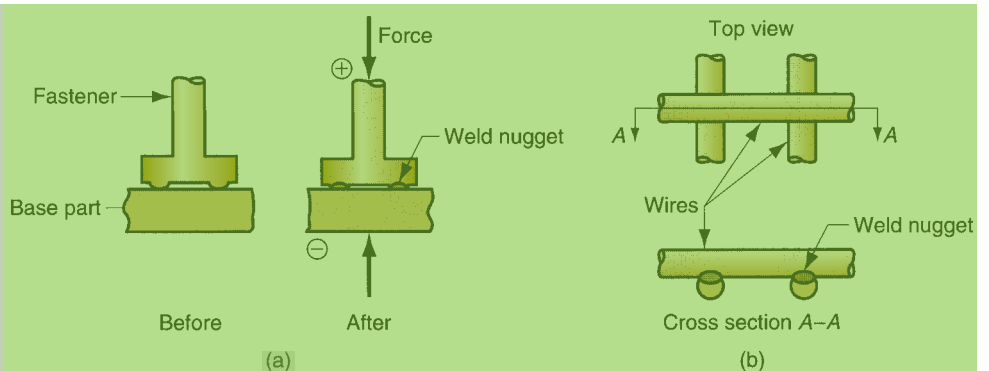 Fastener
Base part
Before
+
Force
Weld nugget
−
After
(a)
Top view
A
A
Wires
Weld nugget
Cross section A–A
(b)